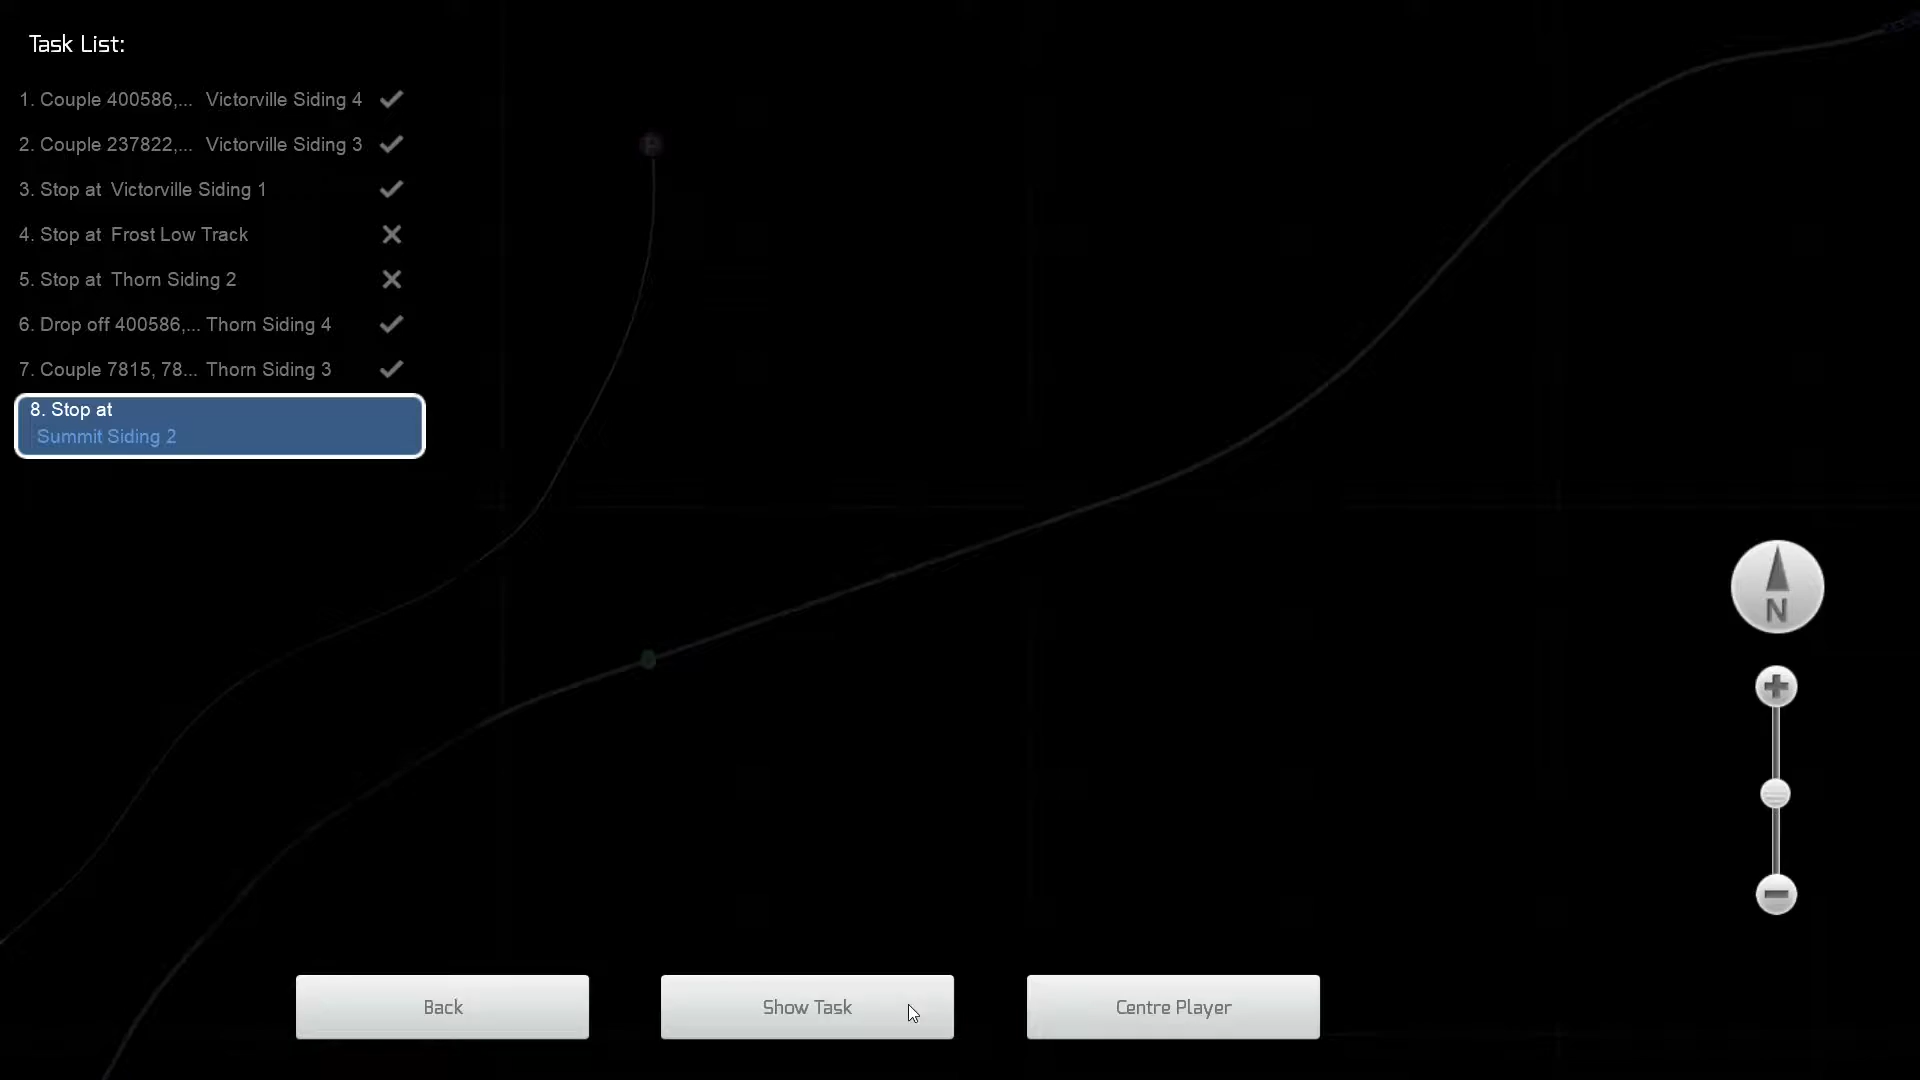 Task List:
1. Couple 400586,... Victorville Siding 4
2. Couple 237822,... Victorville Siding 3
3. Stop at Victorville Siding 1
4. Stop at Frost Low Track
5. Stop at Thorn Siding 2
6. Drop off 400586,... Thorn Siding 4
7. Couple 7815, 78... Thorn Siding 3
8. Stop at
Summit Siding 2
N
Back
Show Task
Centre Player